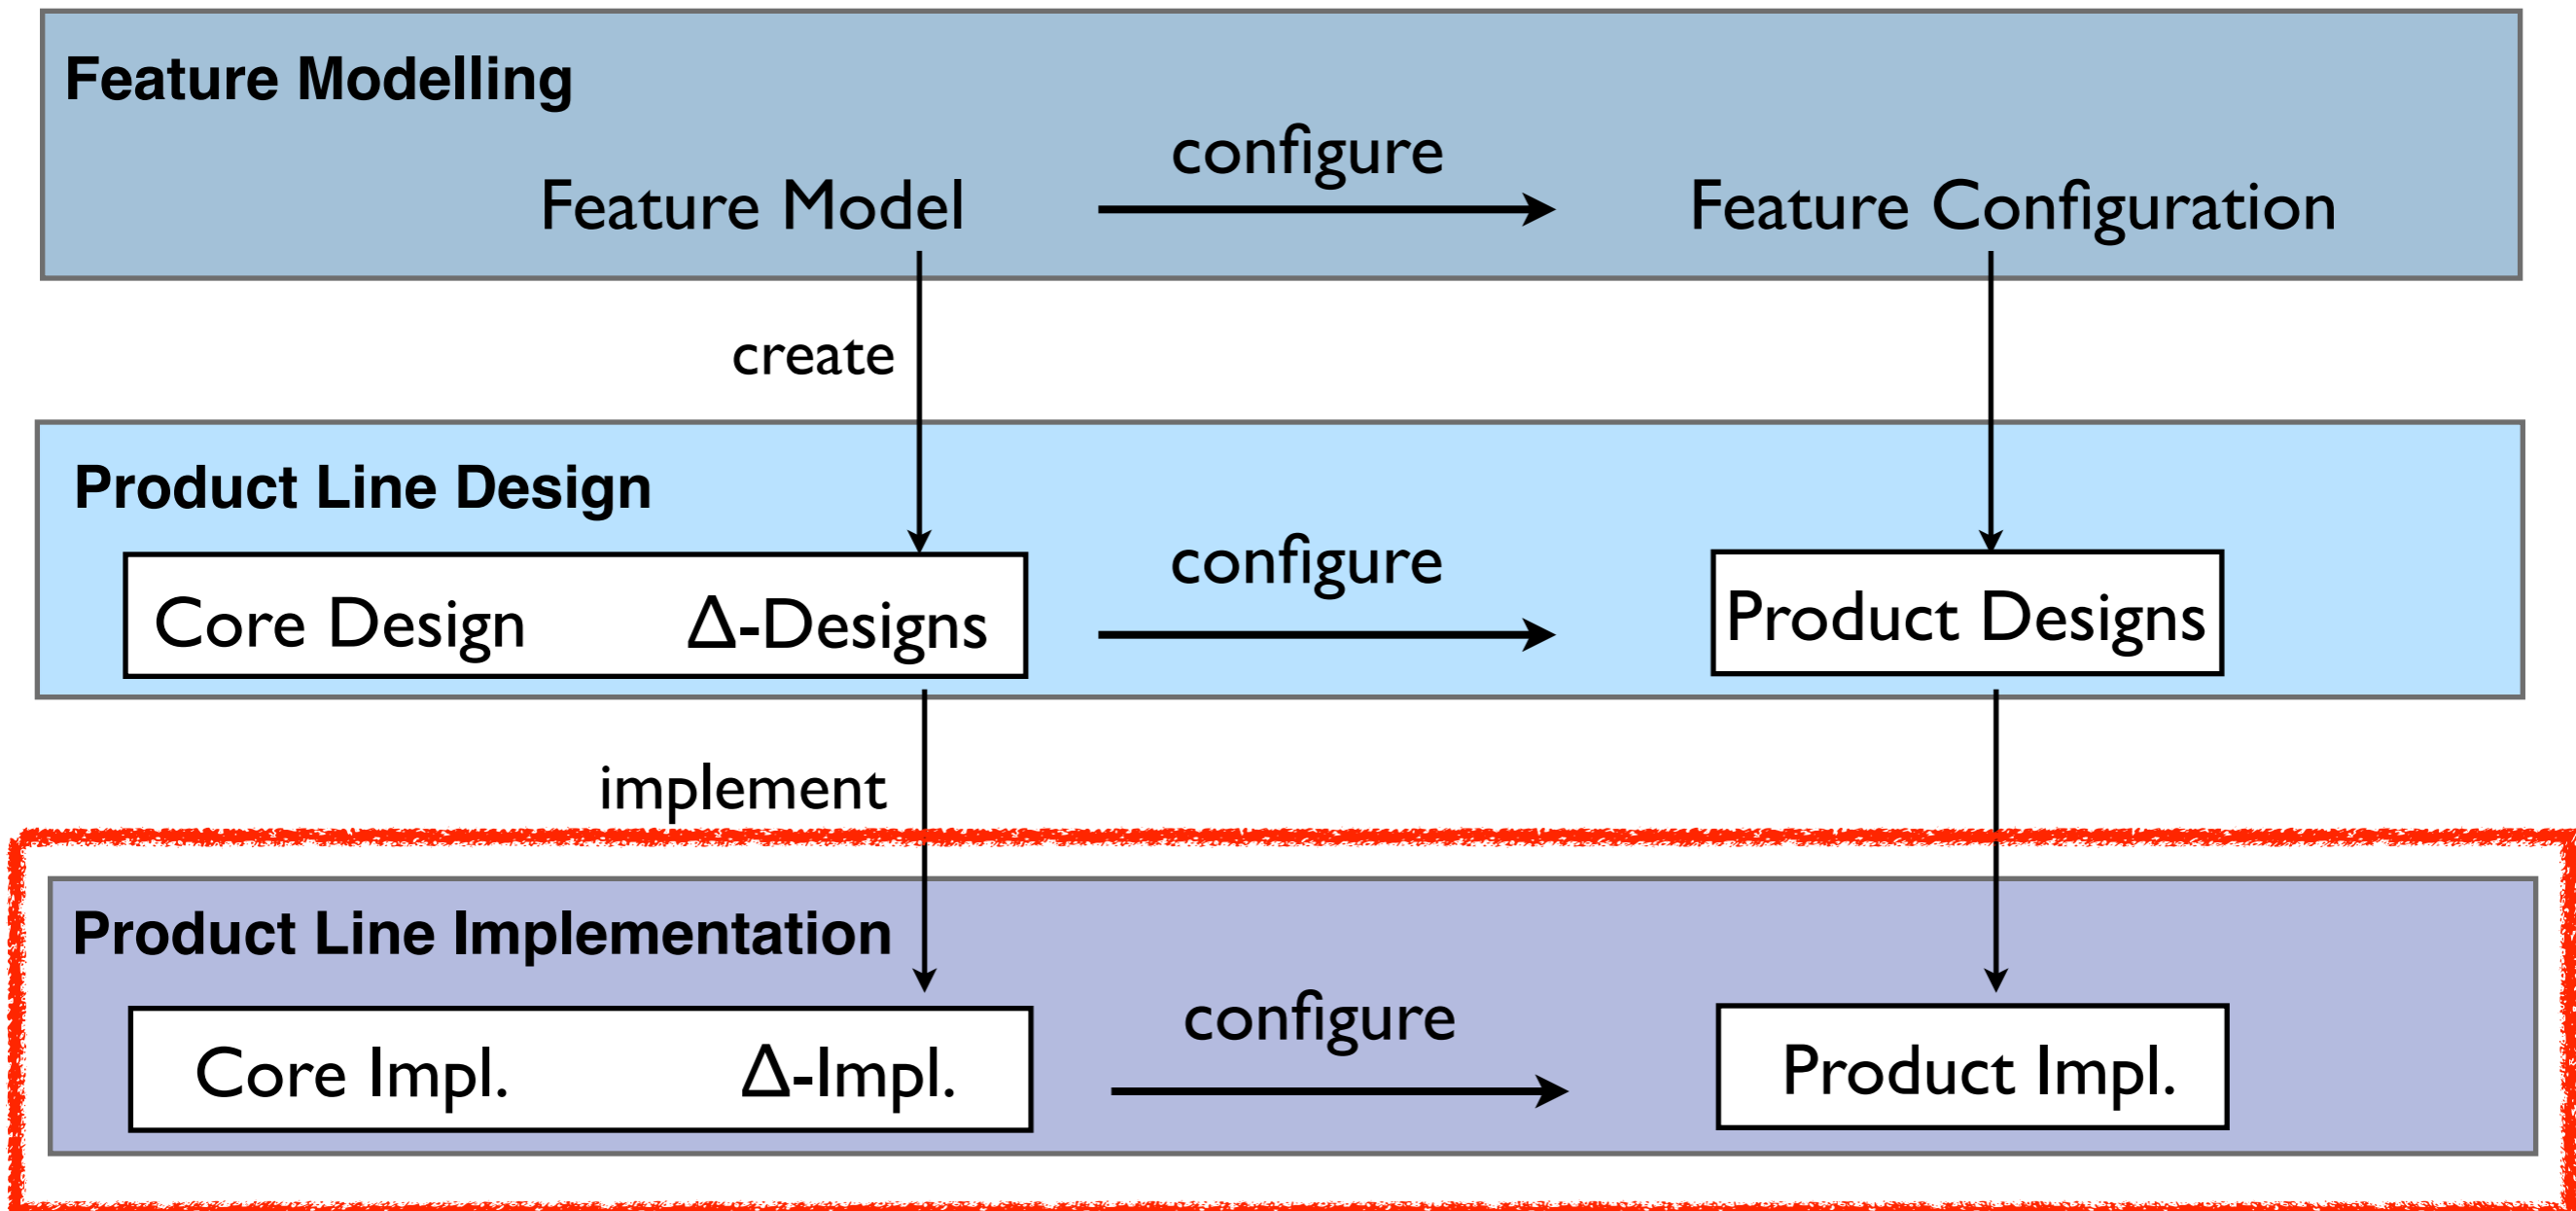 Feature Modelling
configure
Feature Model
Feature Configuration
create
Product Line Design
configure
Core Design
Δ-Designs
Product Designs
implement
Product Line Implementation
configure
Core Impl.
Δ-Impl.
Product Impl.